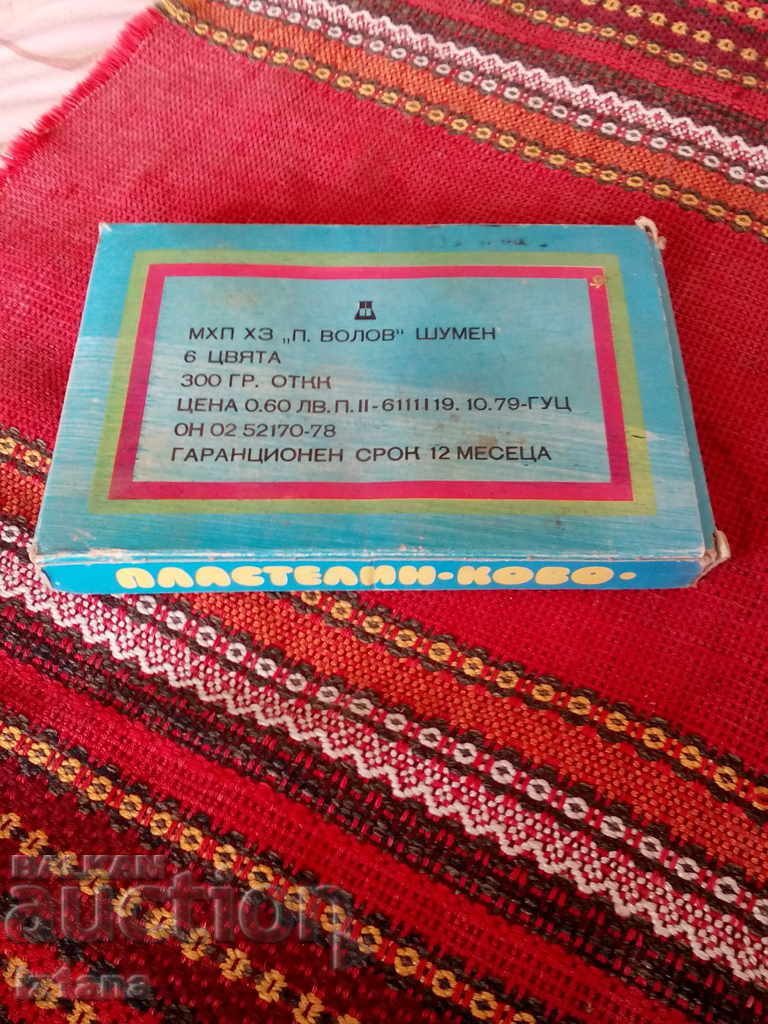 МХП ХЗ „П. ВОЛОВ" ШУМЕН
6 ЦВЯТА
300 ГР. ОТКК
ЦЕНА 0.60 ЛВ. П. II-6111119. 10.79-ГУЦ
ОН 02 52170-78
ГАРАНЦИОНЕН СРОК 12 МЕСЕЦА
ПЛАСТЕЛИН·КОВО·
BALKAN
auction
iziana